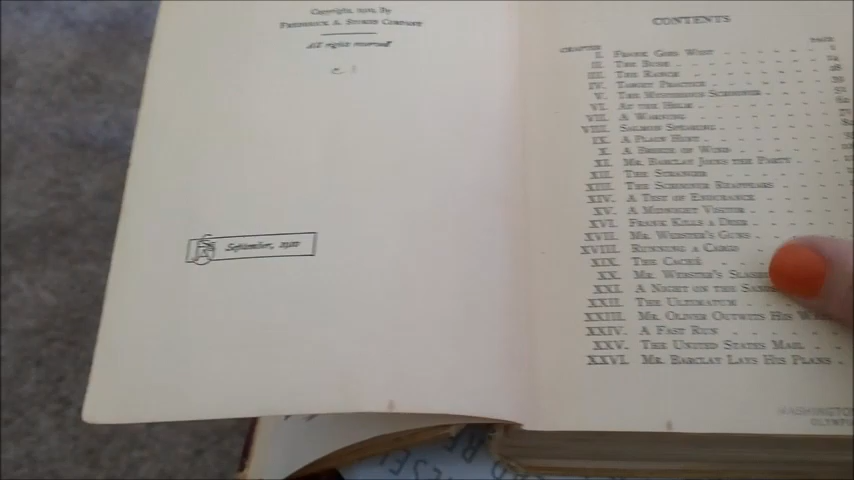 By
FREDERICK A. STOKES COMPANY
All rights reserved
September,
CONTENTS
CHAPTER PAGE
I. FRANK GOES WEST
II. THE BUSH
III. THE RANCH
IV. TARGET PRACTICE
V. THE MYSTERIOUS SCHOONER
VI. AT THE HELM
VII. A WARNING
VIII. SALMON SPEARING
IX. A PLAIN HINT
X. A BREEZE OF WIND
XI. MR. BARCLAY JOINS THE PARTY
XII. THE STRANGER
XIII. THE SCHOONER REAPPEARS
XIV. A TEST OF ENDURANCE
XV. A MIDNIGHT VISITOR
XVI. FRANK KILLS A DEER
XVII. MR. WEBSTER'S GUNS
XVIII. RUNNING A CARGO
XIX. THE CACHÉ
XX. MR. WEBSTER'S
XXI. A NIGHT ON THE
XXII. THE ULTIMATUM
XXIII. MR. OLIVER OUTWITS HIS
XXIV. A FAST RUN
XXV. THE UNITED STATES MAIL
XXVI. MR. BARCLAY LAYS HIS PLANS
WASHINGTON